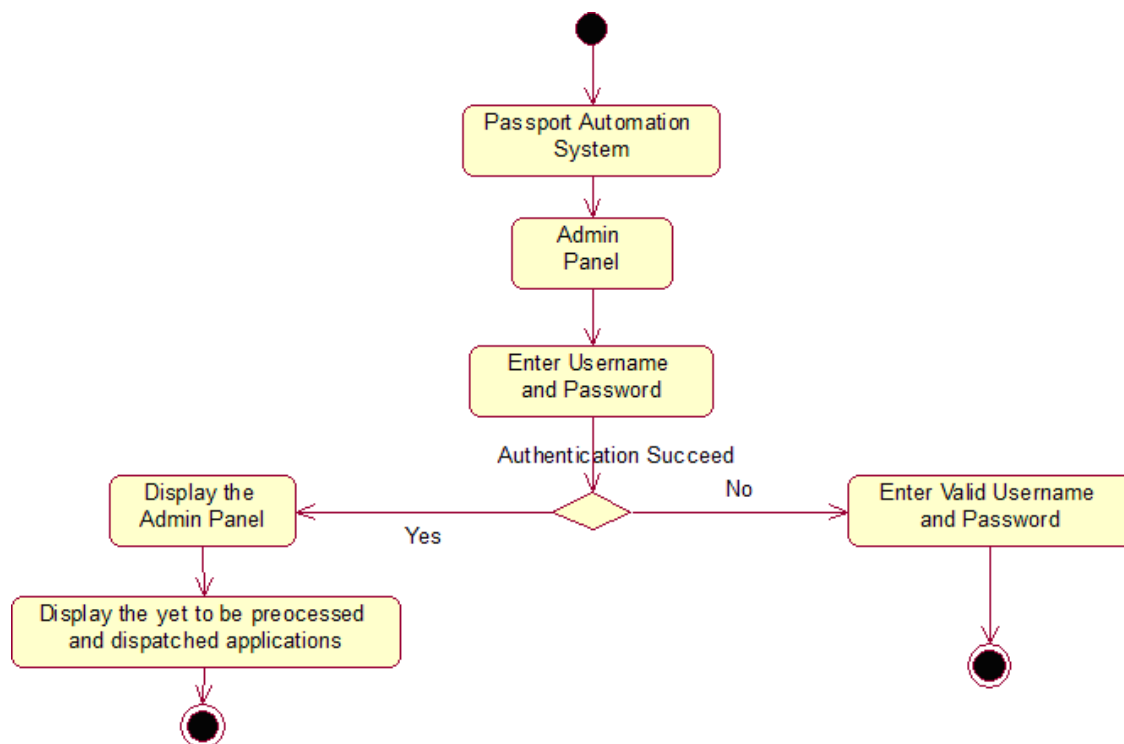 Passport Automation
System
Admin
Panel
Enter Username
and Password
Authentication Succeed
Display the
Admin Panel
Yes
No
Enter Valid Username
and Password
Display the yet to be preocessed
and dispatched applications